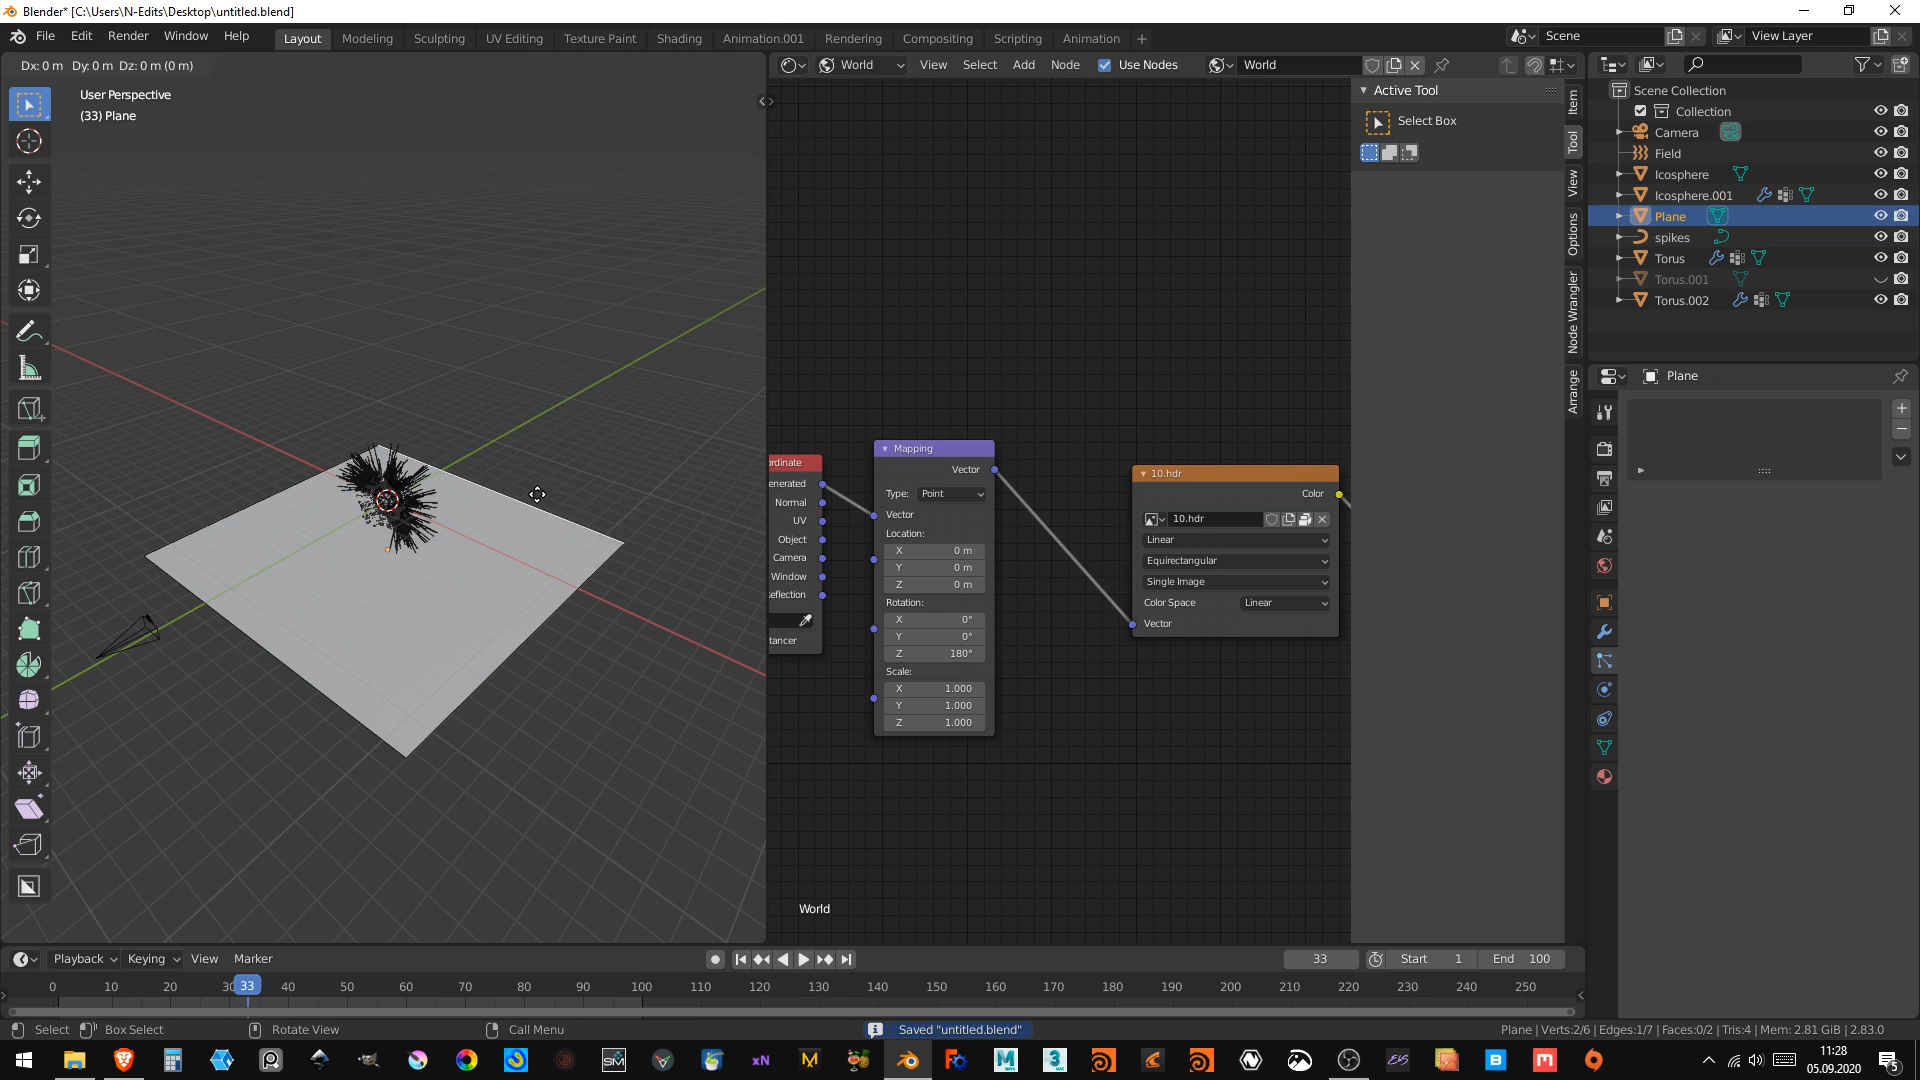 Blender* [C:\Users\N-Edits\Desktop\untitled.blend]
File Edit Render Window Help Layout Modeling Sculpting UV Editing Texture Paint Shading Animation.001 Rendering Compositing Scripting Animation + Scene View Layer
Dx: 0 m Dy: 0 m Dz: 0 m (0 m) World View Select Add Node Use Nodes World
User Perspective
(33) Plane
Active Tool
Select Box
Item
Tool
View
Options
Node Wrangler
Arrange
Scene Collection
Collection
Camera
Field
Icosphere
Icosphere.001
Plane
spikes
Torus
Torus.001
Torus.002
Plane
ordinate
enerated
Normal
UV
Object
Camera
Window
eflection
tancer
Mapping
Vector
Type: Point
Vector
Location:
X 0 m
Y 0 m
Z 0 m
Rotation:
X 0°
Y 0°
Z 180°
Scale:
X 1.000
Y 1.000
Z 1.000
10.hdr
Color
10.hdr
Linear
Equirectangular
Single Image
Color Space Linear
Vector
World
Playback Keying View Marker 33 Start 1 End 100
0 10 20 30 33 40 50 60 70 80 90 100 110 120 130 140 150 160 170 180 190 200 210 220 230 240 250
Select Box Select Rotate View Call Menu Saved "untitled.blend" Plane | Verts:2/6 | Edges:1/7 | Faces:0/2 | Tris:4 | Mem: 2.81 GiB | 2.83.0
SM xN M 3 EVS B M
11:28
05.09.2020
5